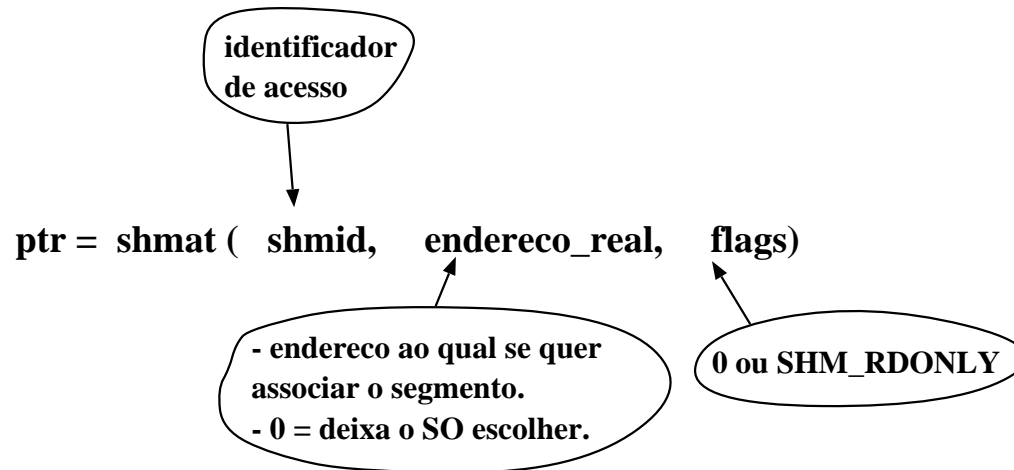 identificador
de acesso
ptr = shmat ( shmid, endereco_real, flags)
- endereco ao qual se quer
associar o segmento.
- 0 = deixa o SO escolher.
0 ou SHM_RDONLY